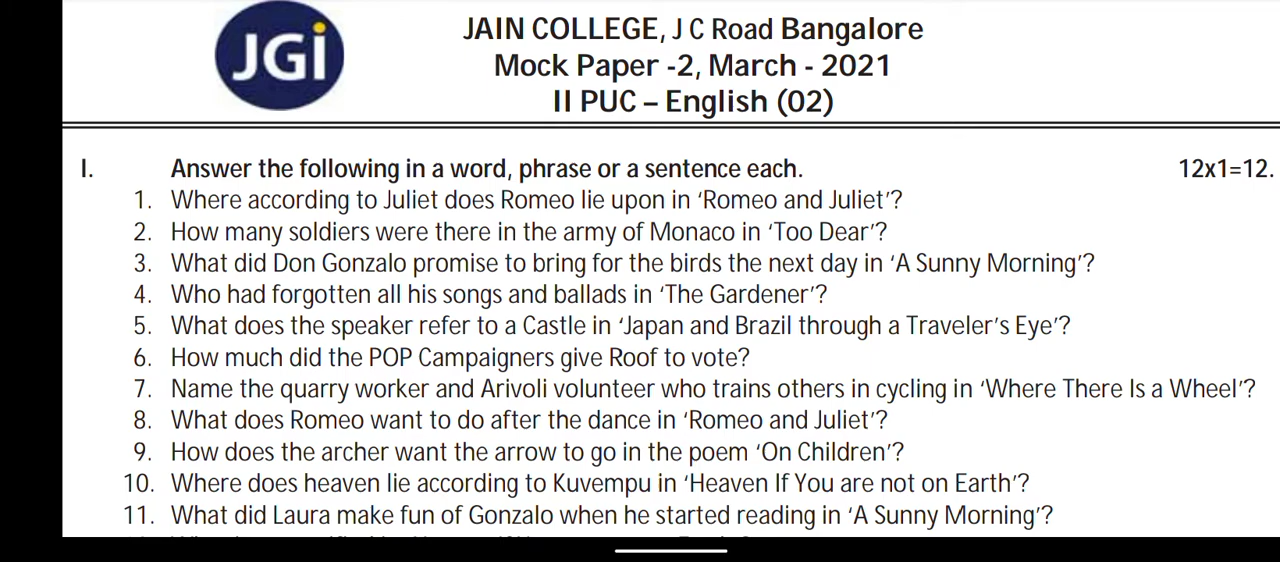 JGi
JAIN COLLEGE, J C Road Bangalore
Mock Paper -2, March - 2021
II PUC – English (02)
I. Answer the following in a word, phrase or a sentence each. 12x1=12.
1. Where according to Juliet does Romeo lie upon in ‘Romeo and Juliet’?
2. How many soldiers were there in the army of Monaco in ‘Too Dear’?
3. What did Don Gonzalo promise to bring for the birds the next day in ‘A Sunny Morning’?
4. Who had forgotten all his songs and ballads in ‘The Gardener’?
5. What does the speaker refer to a Castle in ‘Japan and Brazil through a Traveler’s Eye’?
6. How much did the POP Campaigners give Roof to vote?
7. Name the quarry worker and Arivoli volunteer who trains others in cycling in ‘Where There Is a Wheel’?
8. What does Romeo want to do after the dance in ‘Romeo and Juliet’?
9. How does the archer want the arrow to go in the poem ‘On Children’?
10. Where does heaven lie according to Kuvempu in ‘Heaven If You are not on Earth’?
11. What did Laura make fun of Gonzalo when he started reading in ‘A Sunny Morning’?